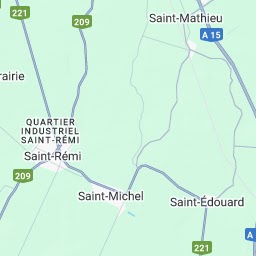 221
209
Saint-Mathieu
A 15
rairie
QUARTIER
INDUSTRIEL
SAINT-RÉMI
Saint-Rémi
209
Saint-Michel
Saint-Édouard
221